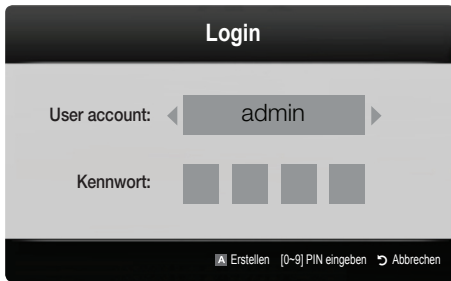 Login
User account: admin
Kennwort:
A Erstellen [0~9] PIN eingeben Abbrechen